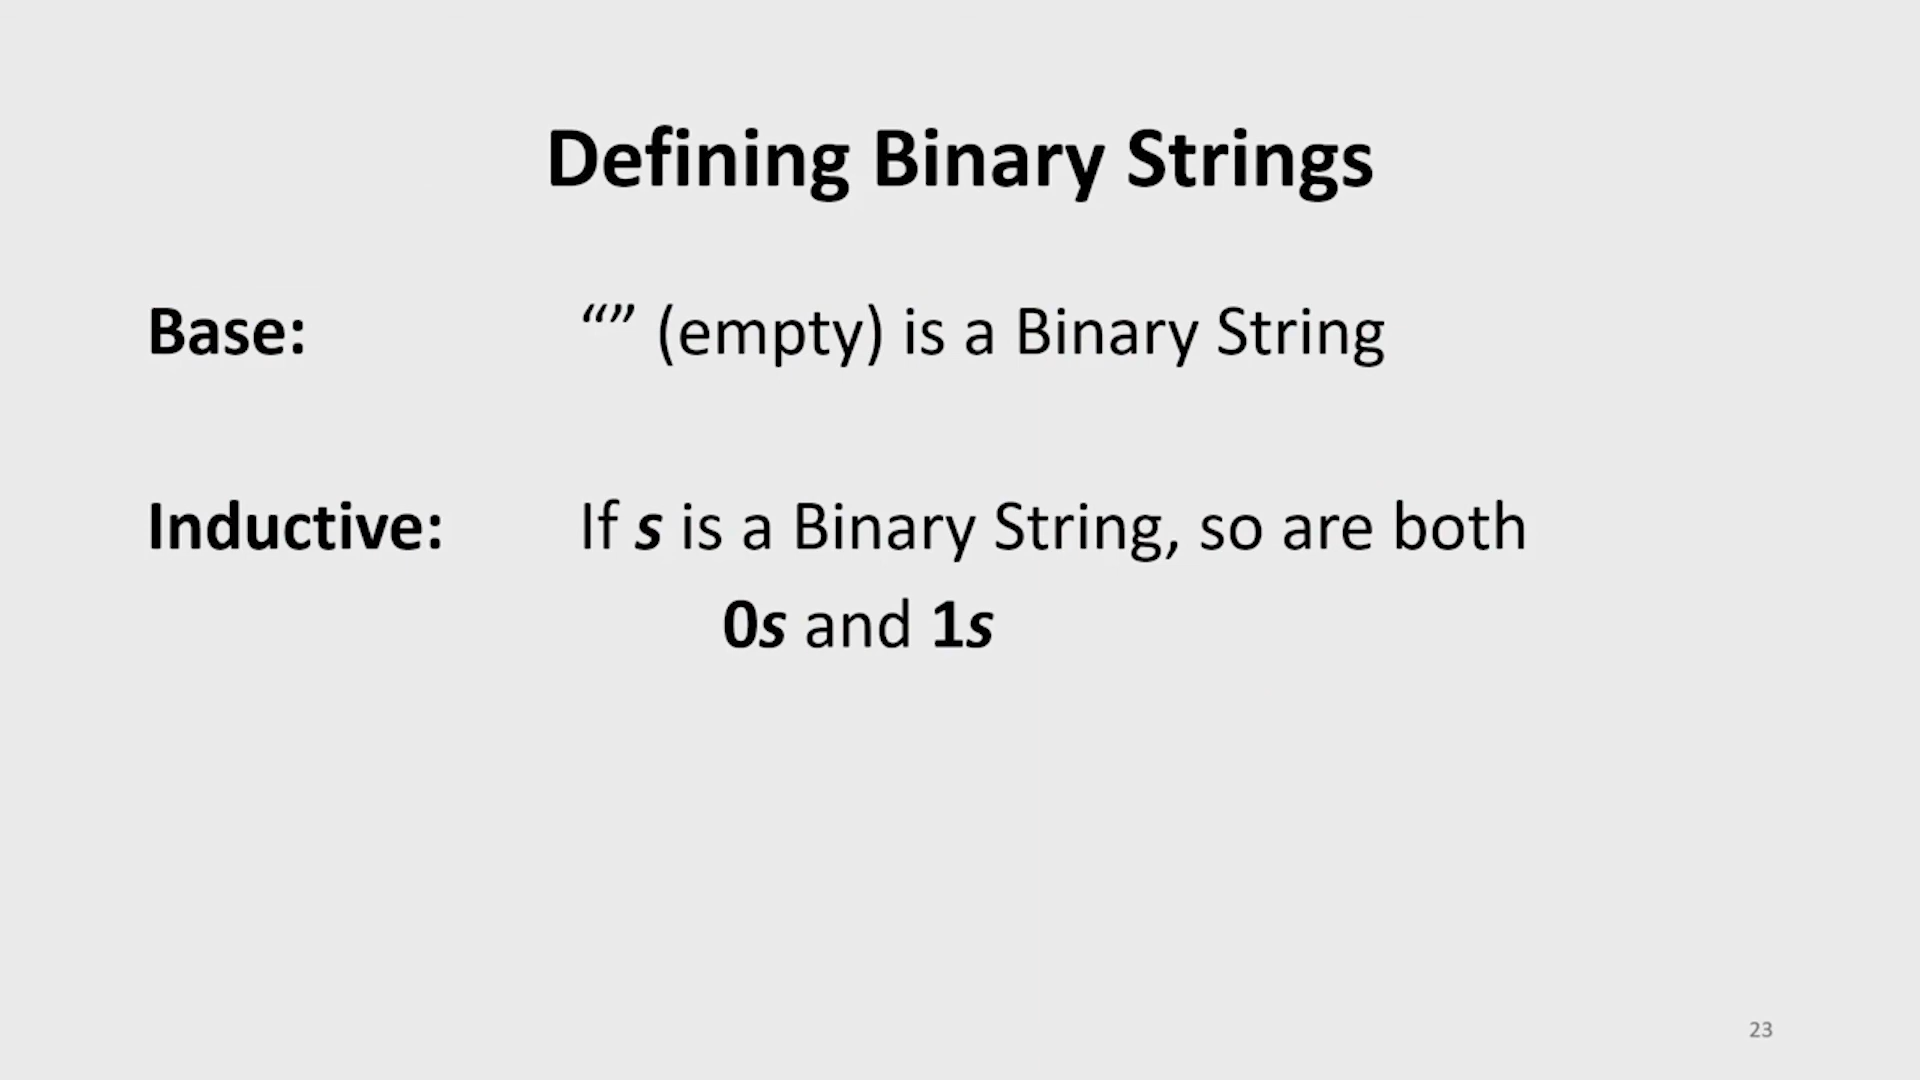 Defining Binary Strings
Base: “” (empty) is a Binary String
Inductive: If s is a Binary String, so are both
0s and 1s
23